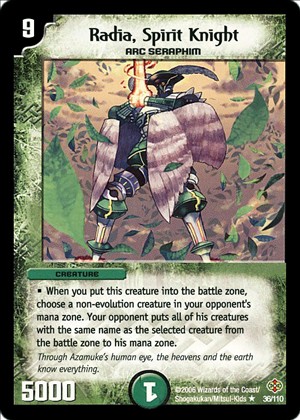 9
Radia, Spirit Knight
ARC SERAPHIM
CREATURE
▪ When you put this creature into the battle zone,
choose a non-evolution creature in your opponent's
mana zone. Your opponent puts all of his creatures
with the same name as the selected creature from
the battle zone to his mana zone.
Through Azamuke's human eye, the heavens and the earth
know everything.
5000
1
©2006 Wizards of the Coast/
Shogakukan/Mitsui-Kids ★ 36/110